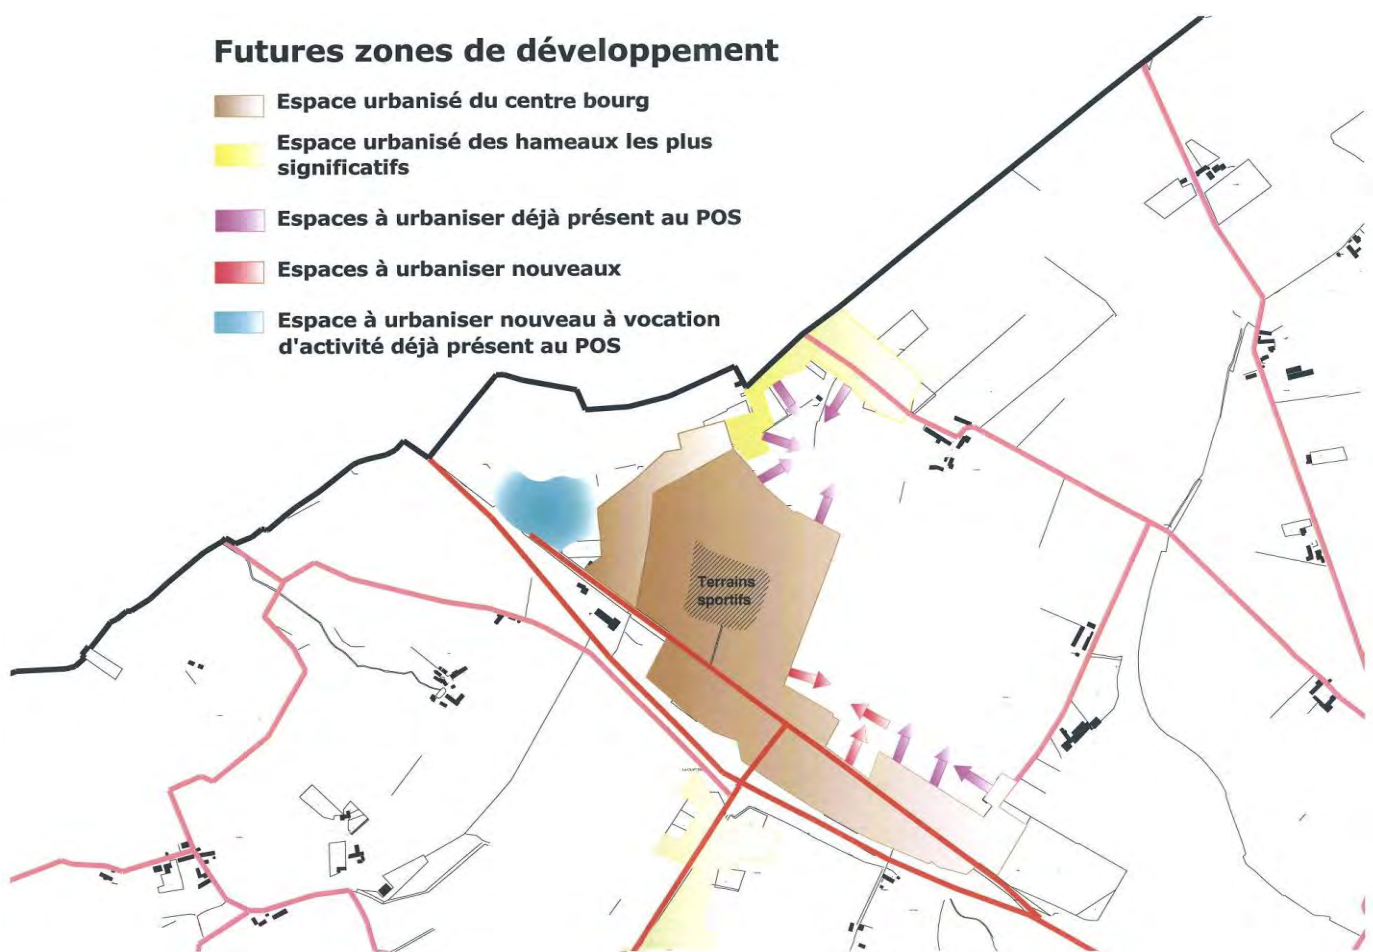 Futures zones de développement
Espace urbanisé du centre bourg
Espace urbanisé des hameaux les plus
significatifs
Espaces à urbaniser déjà présent au POS
Espaces à urbaniser nouveaux
Espace à urbaniser nouveau à vocation
d'activité déjà présent au POS
Terrains
sportifs